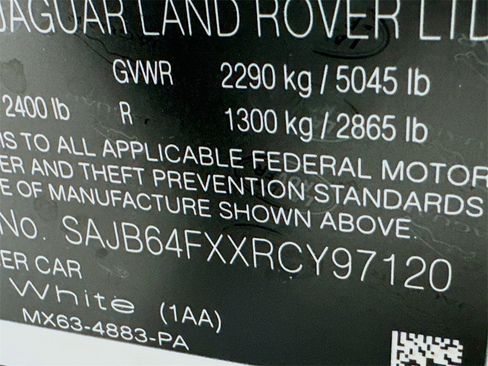 JAGUAR LAND ROVER LTD
GVWR 2290 kg / 5045 lb
2400 lb R 1300 kg / 2865 lb
IS TO ALL APPLICABLE FEDERAL MOTOR
ER AND THEFT PREVENTION STANDARDS
E OF MANUFACTURE SHOWN ABOVE.
NO. SAJB64FXXRCY97120
ER CAR
White (1AA)
MX63-4883-PA